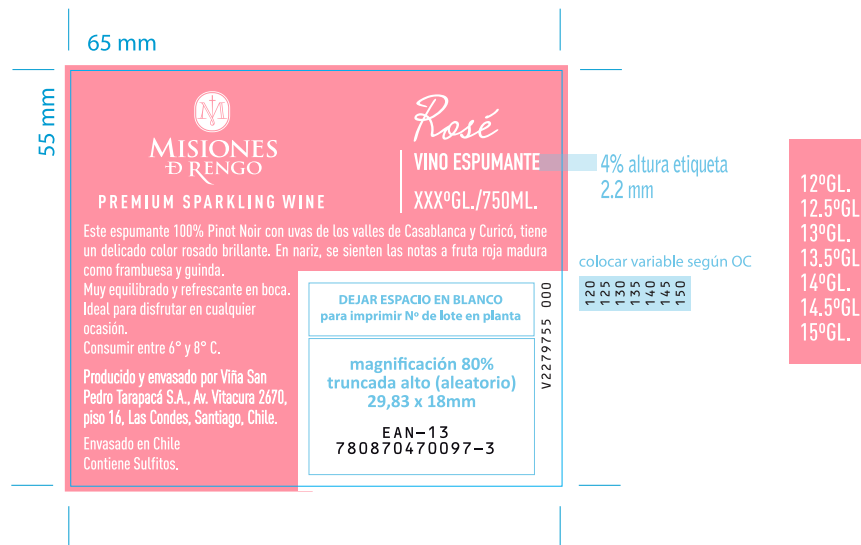 65 mm
55 mm
M
MISIONES
D RENGO
PREMIUM SPARKLING WINE
Rosé
VINO ESPUMANTE
XXXºGL./750ML.
4% altura etiqueta
2.2 mm
Este espumante 100% Pinot Noir con uvas de los valles de Casablanca y Curicó, tiene
un delicado color rosado brillante. En nariz, se sienten las notas a fruta roja madura
como frambuesa y guinda.
Muy equilibrado y refrescante en boca.
Ideal para disfrutar en cualquier
ocasión.
Consumir entre 6° y 8° C.
Producido y envasado por Viña San
Pedro Tarapacá S.A., Av. Vitacura 2670,
piso 16, Las Condes, Santiago, Chile.
Envasado en Chile
Contiene Sulfitos.
DEJAR ESPACIO EN BLANCO
para imprimir Nº de lote en planta
magnificación 80%
truncada alto (aleatorio)
29,83 x 18mm
EAN-13
780870470097-3
V2279755 000
colocar variable según OC
120
125
130
135
140
145
150
12ºGL.
12.5ºGL
13ºGL.
13.5ºGL
14ºGL.
14.5ºGL
15ºGL.